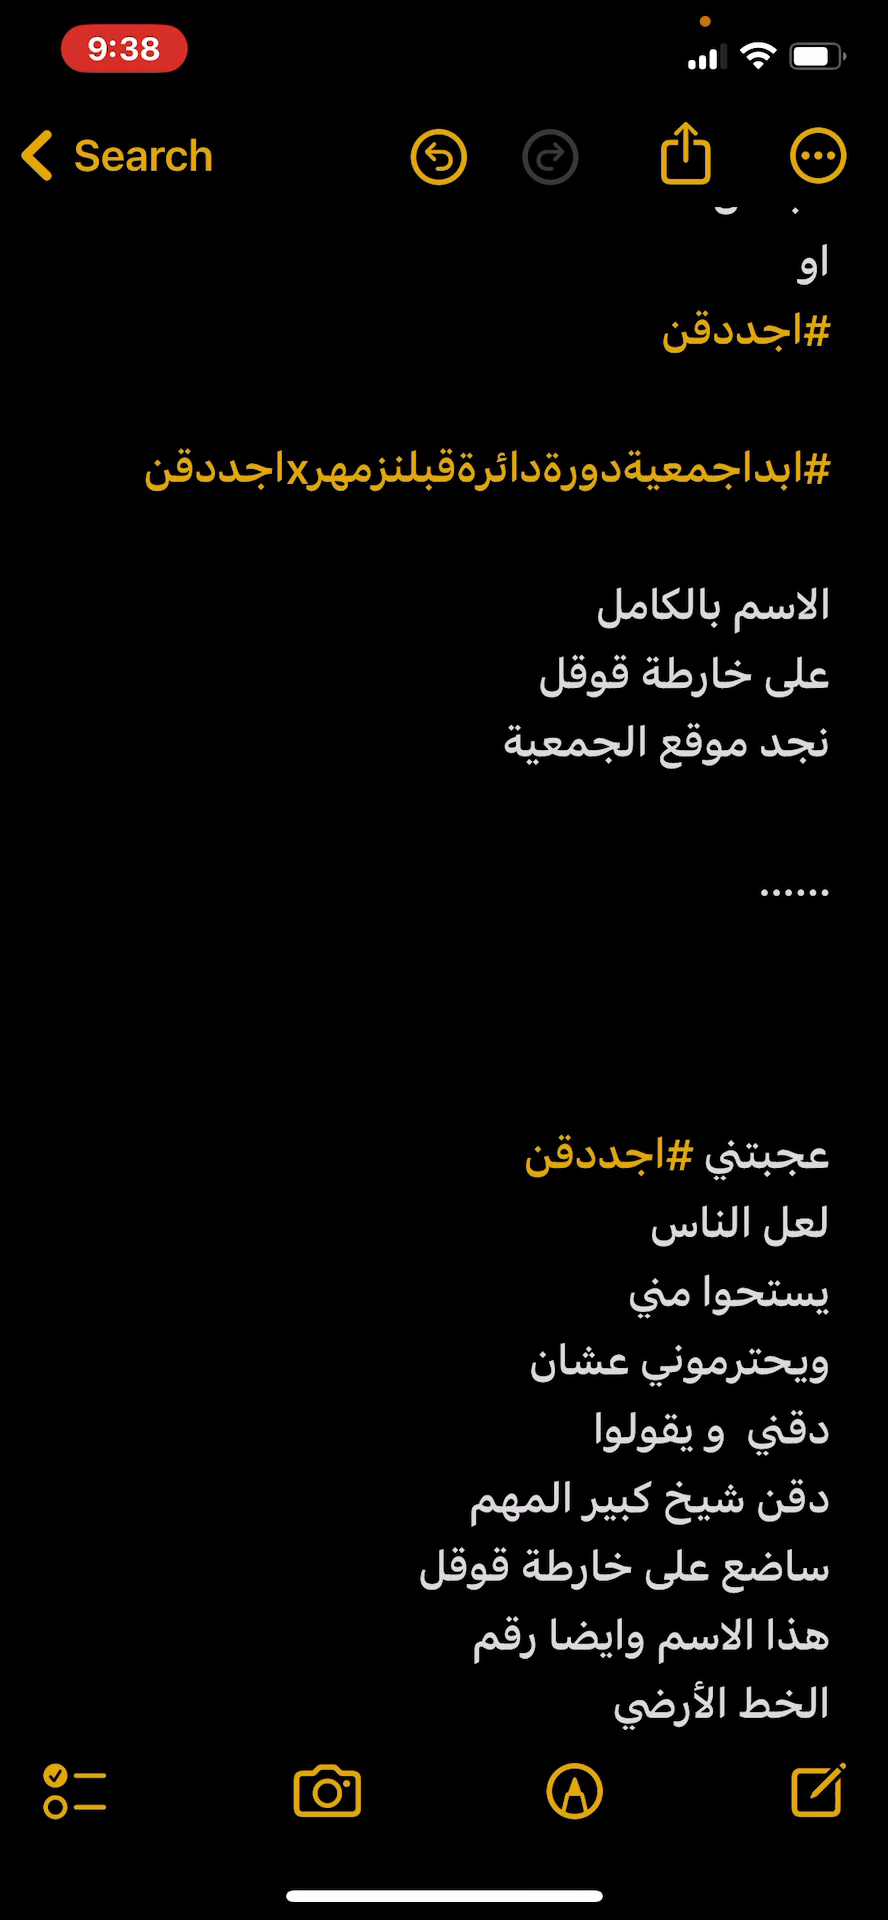 9:38
Search
او
#اجددقن
#ابداجمعيةدورةدائرةقبلنزمهرxاجددقن
الاسم بالكامل
على خارطة قوقل
نجد موقع الجمعية
......
عجبتني #اجددقن
لعل الناس
يستحوا مني
ويحترموني عشان
دقني و يقولوا
دقن شيخ كبير المهم
ساضع على خارطة قوقل
هذا الاسم وايضا رقم
الخط الأرضي